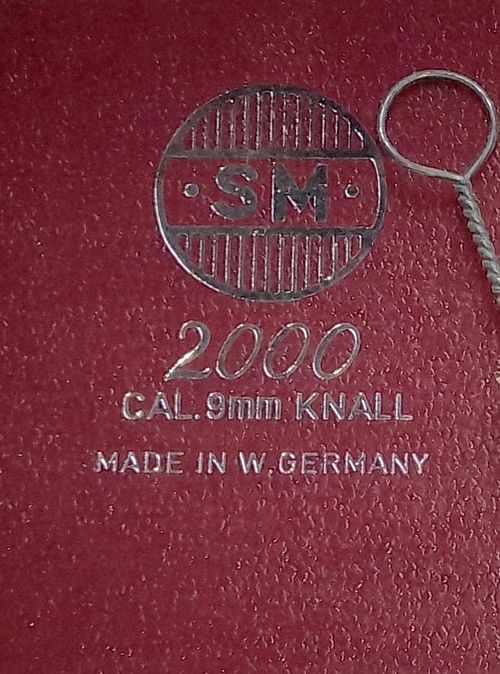 · SM ·
2000
CAL. 9mm KNALL
MADE IN W. GERMANY